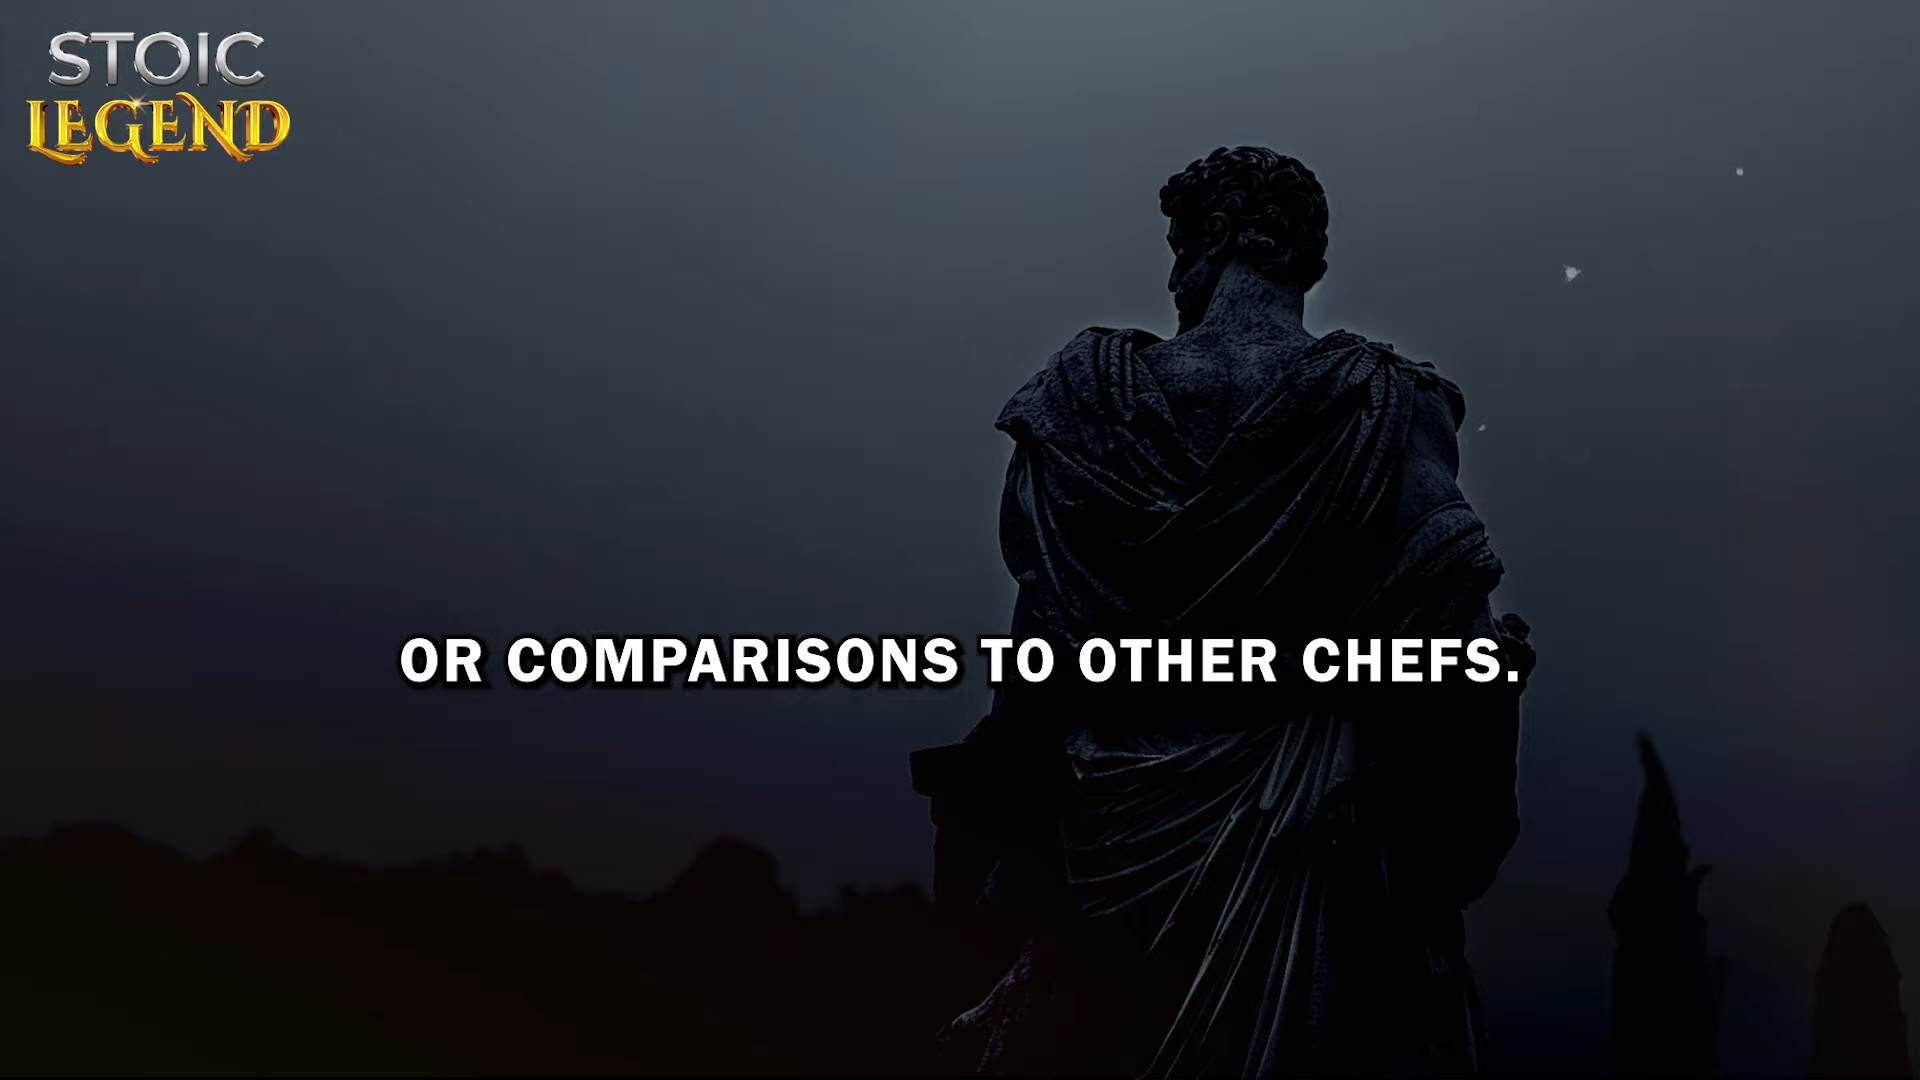 STOIC
LEGEND
OR COMPARISONS TO OTHER CHEFS.